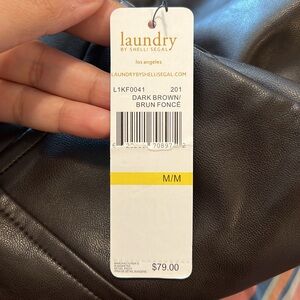 laundry
BY SHELLI SEGAL
los angeles
LAUNDRYBYSHELLISEGAL.COM
L1KF0041 201
DARK BROWN/
BRUN FONCÉ
M/M
$79.00